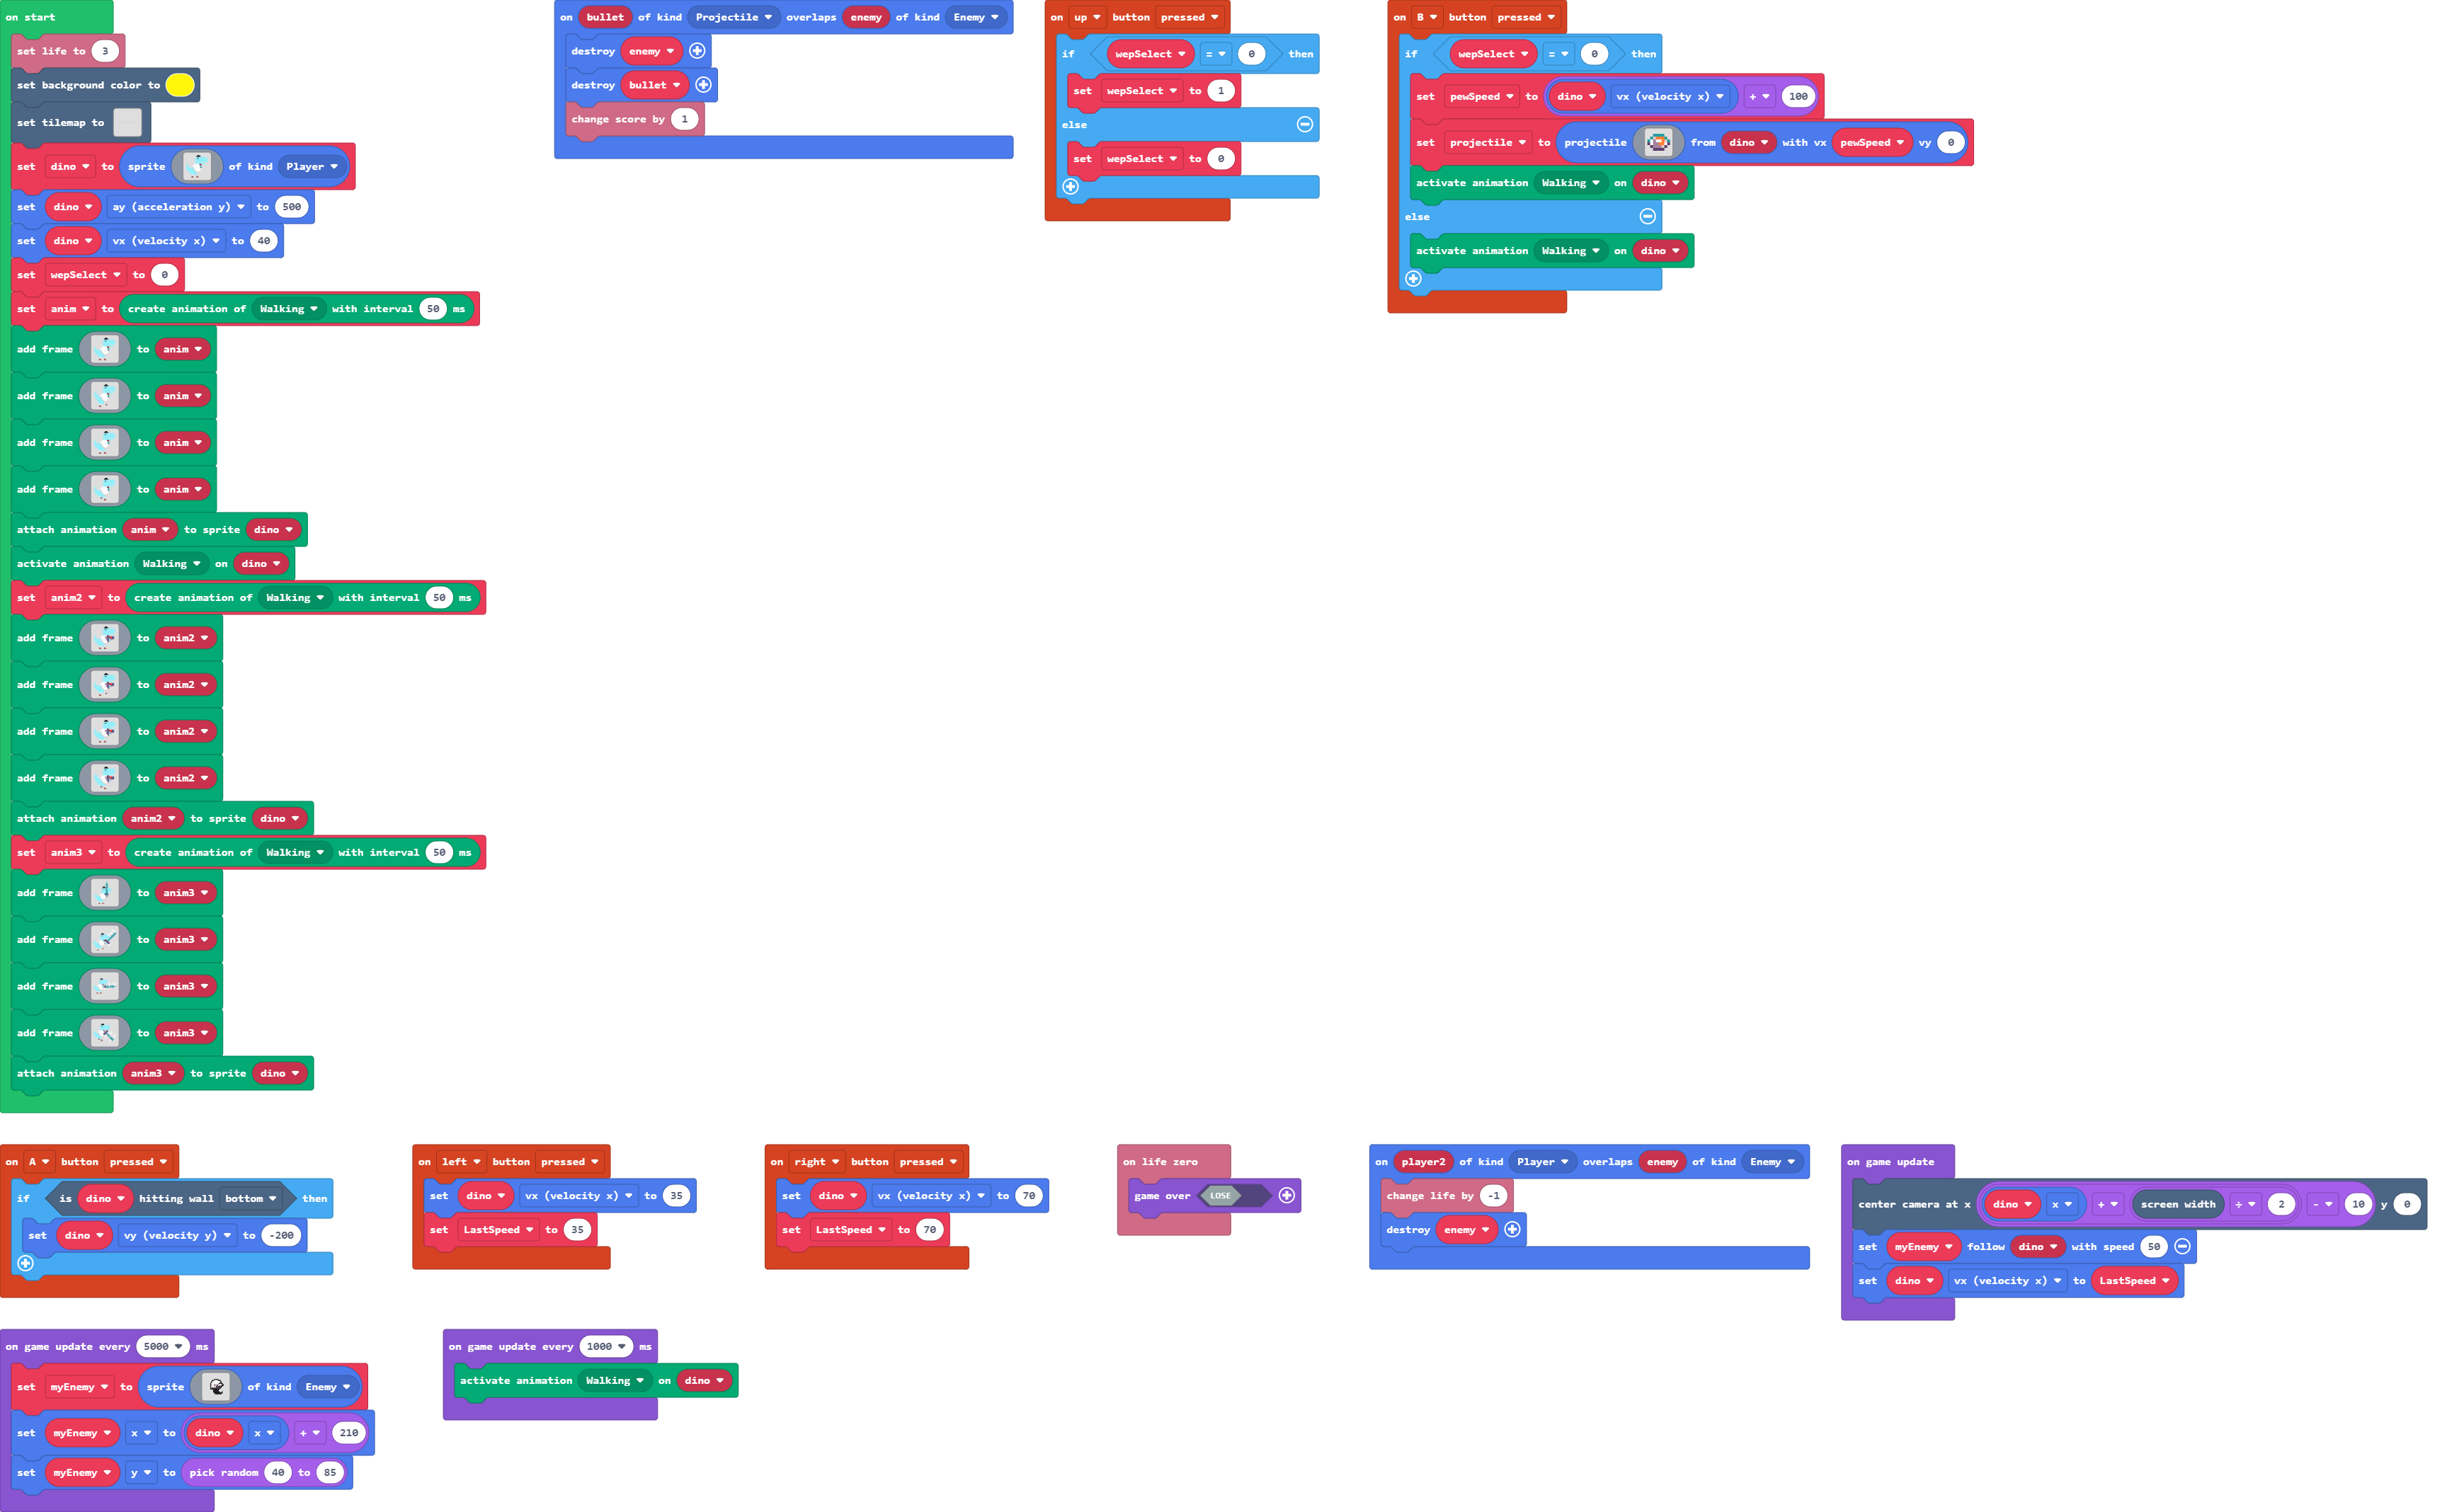 on start
set life to 3
set background color to
set tilemap to
set dino to sprite of kind Player
set dino ay (acceleration y) to 500
set dino vx (velocity x) to 40
set wepSelect to 0
set anim to create animation of Walking with interval 50 ms
add frame to anim
add frame to anim
add frame to anim
add frame to anim
attach animation anim to sprite dino
activate animation Walking on dino
set anim2 to create animation of Walking with interval 50 ms
add frame to anim2
add frame to anim2
add frame to anim2
add frame to anim2
attach animation anim2 to sprite dino
set anim3 to create animation of Walking with interval 50 ms
add frame to anim3
add frame to anim3
add frame to anim3
add frame to anim3
attach animation anim3 to sprite dino
on bullet of kind Projectile overlaps enemy of kind Enemy
destroy enemy
destroy bullet
change score by 1
on up button pressed
if wepSelect = 0 then
set wepSelect to 1
else
set wepSelect to 0
on B button pressed
if wepSelect = 0 then
set pewSpeed to dino vx (velocity x) + 100
set projectile to projectile from dino with vx pewSpeed vy 0
activate animation Walking on dino
else
activate animation Walking on dino
on A button pressed
if is dino hitting wall bottom then
set dino vy (velocity y) to -200
on left button pressed
set dino vx (velocity x) to 35
set LastSpeed to 35
on right button pressed
set dino vx (velocity x) to 70
set LastSpeed to 70
on life zero
game over LOSE
on player2 of kind Player overlaps enemy of kind Enemy
change life by -1
destroy enemy
on game update
center camera at x dino x + screen width ÷ 2 - 10 y 0
set myEnemy follow dino with speed 50
set dino vx (velocity x) to LastSpeed
on game update every 5000 ms
set myEnemy to sprite of kind Enemy
set myEnemy x to dino x + 210
set myEnemy y to pick random 40 to 85
on game update every 1000 ms
activate animation Walking on dino